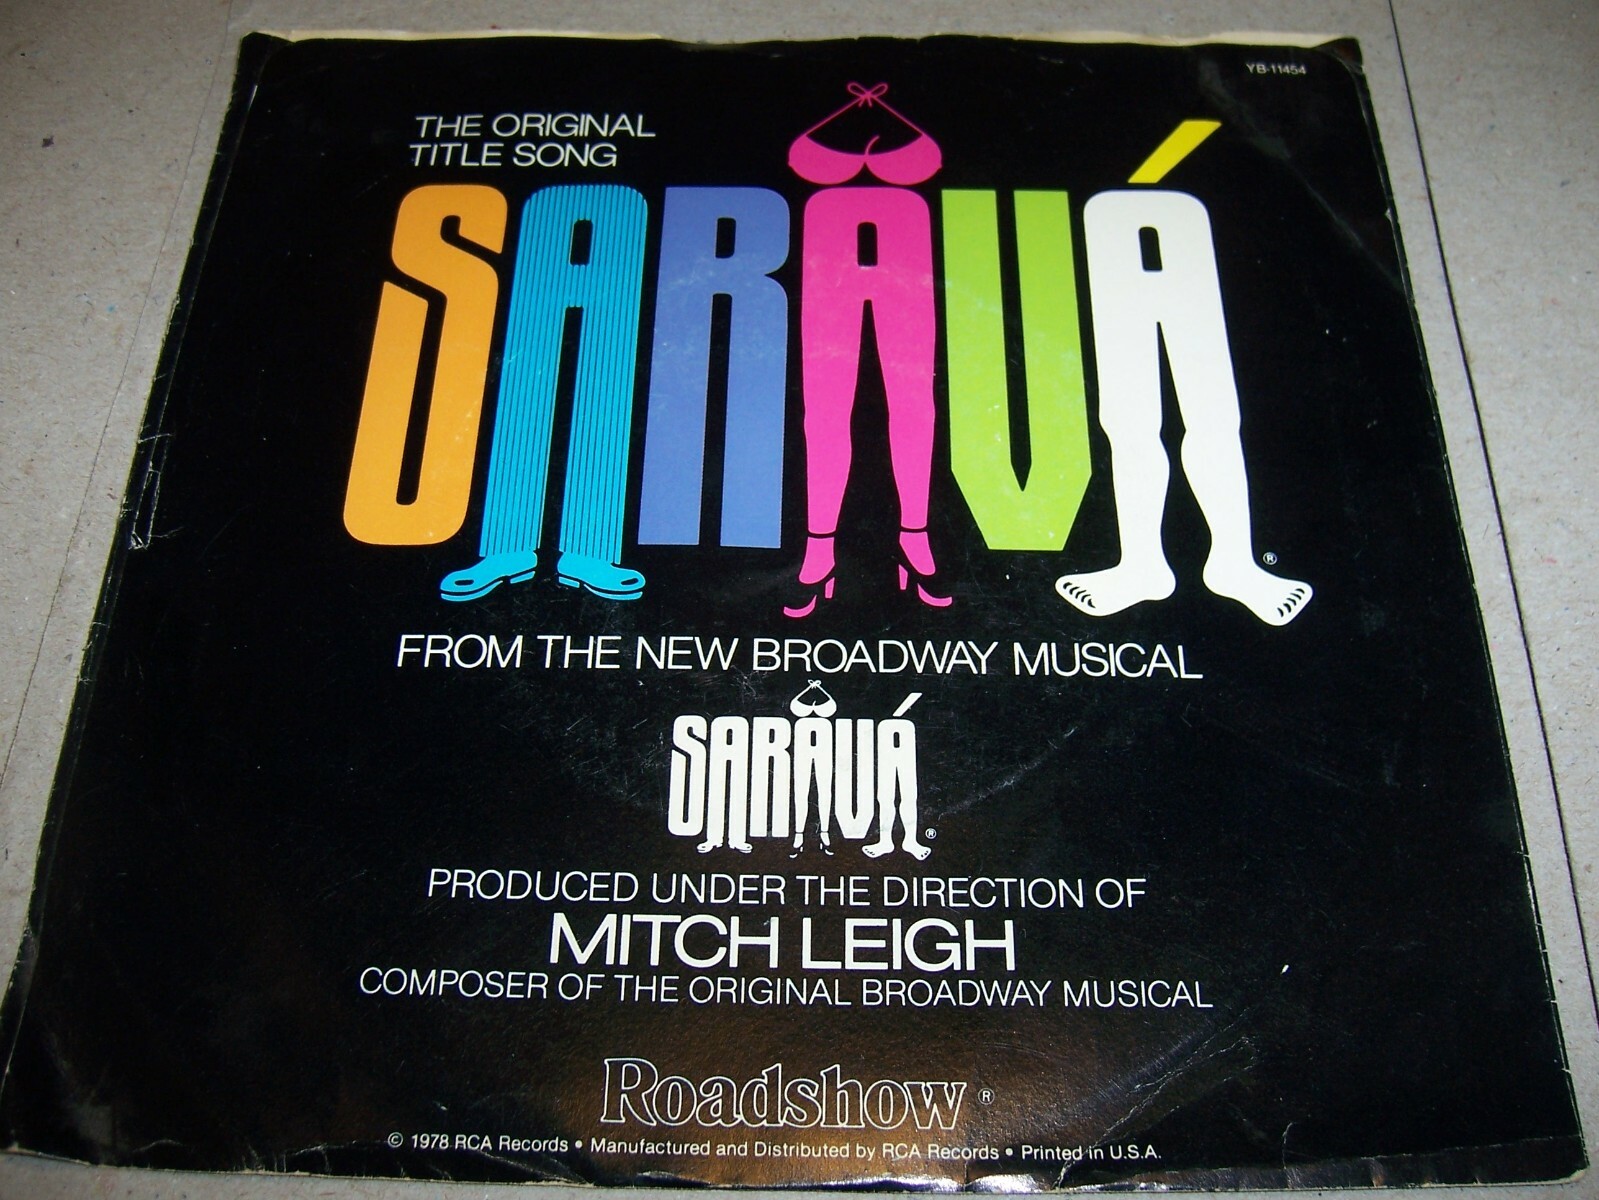 YB-11454
THE ORIGINAL
TITLE SONG
SARAVÁ
®
FROM THE NEW BROADWAY MUSICAL
SARAVÁ
®
PRODUCED UNDER THE DIRECTION OF
MITCH LEIGH
COMPOSER OF THE ORIGINAL BROADWAY MUSICAL
Roadshow ®
© 1978 RCA Records • Manufactured and Distributed by RCA Records • Printed in U.S.A.